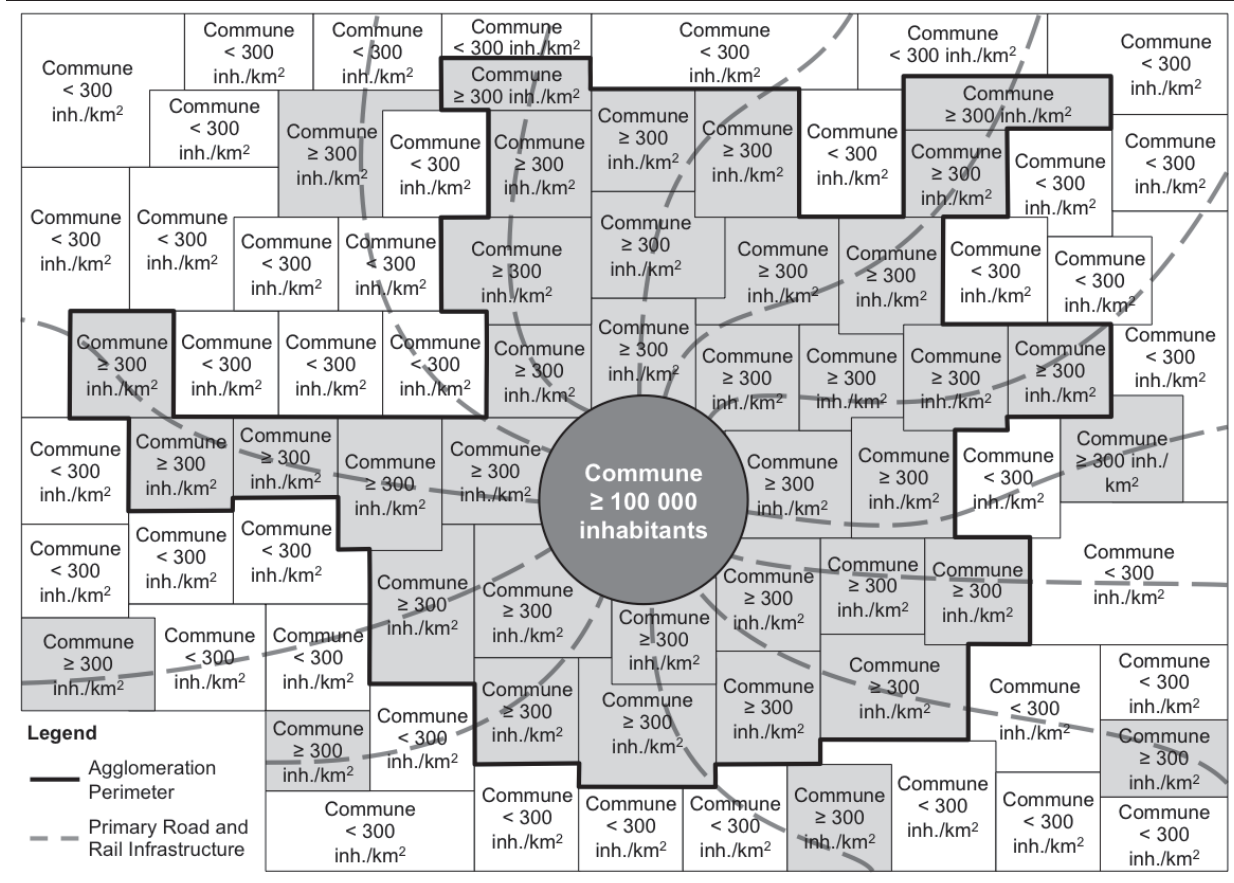 Commune
< 300
inh./km²
Commune
< 300
inh./km²
Commune
< 300
inh./km²
Commune
< 300 inh./km²
Commune
< 300
inh./km²
Commune
< 300 inh./km²
Commune
< 300
inh./km²
Commune
≥ 300 inh./km²
Commune
≥ 300 inh./km²
Commune
< 300
inh./km²
Commune
≥ 300
inh./km²
Commune
< 300
inh./km²
Commune
≥ 300
inh./km²
Commune
≥ 300
inh./km²
Commune
≥ 300
inh./km²
Commune
< 300
inh./km²
Commune
≥ 300
inh./km²
Commune
< 300
inh./km²
Commune
< 300
inh./km²
Commune
< 300
inh./km²
Commune
< 300
inh./km²
Commune
< 300
inh./km²
Commune
< 300
inh./km²
Commune
≥ 300
inh./km²
Commune
≥ 300
inh./km²
Commune
≥ 300
inh./km²
Commune
≥ 300
inh./km²
Commune
< 300
inh./km²
Commune
< 300
inh./km²
Commune
≥ 300
inh./km²
Commune
< 300
inh./km²
Commune
< 300
inh./km²
Commune
< 300
inh./km²
Commune
≥ 300
inh./km²
Commune
≥ 300
inh./km²
Commune
≥ 300
inh./km²
Commune
≥ 300
inh./km²
Commune
≥ 300
inh./km²
Commune
≥ 300
inh./km²
Commune
< 300
inh./km²
Commune
< 300
inh./km²
Commune
≥ 300
inh./km²
Commune
≥ 300
inh./km²
Commune
≥ 300
inh./km²
Commune
≥ 300
inh./km²
Commune
≥ 100 000
inhabitants
Commune
≥ 300
inh./km²
Commune
≥ 300
inh./km²
Commune
< 300
inh./km²
Commune
≥ 300 inh./
km²
Commune
< 300
inh./km²
Commune
< 300
inh./km²
Commune
< 300
inh./km²
Commune
≥ 300
inh./km²
Commune
≥ 300
inh./km²
Commune
≥ 300
inh./km²
Commune
≥ 300
inh./km²
Commune
≥ 300
inh./km²
Commune
≥ 300
inh./km²
Commune
< 300
inh./km²
Commune
≥ 300
inh./km²
Commune
< 300
inh./km²
Commune
< 300
inh./km²
Commune
≥ 300
inh./km²
Commune
≥ 300
inh./km²
Commune
≥ 300
inh./km²
Commune
≥ 300
inh./km²
Commune
< 300
inh./km²
Commune
< 300
inh./km²
Commune
≥ 300
inh./km²
Commune
< 300
inh./km²
Commune
≥ 300
inh./km²
Commune
< 300
inh./km²
Commune
< 300
inh./km²
Commune
< 300
inh./km²
Commune
< 300
inh./km²
Commune
≥ 300
inh./km²
Commune
< 300
inh./km²
Commune
< 300
inh./km²
Commune
< 300
inh./km²
Legend
Agglomeration
Perimeter
Primary Road and
Rail Infrastructure